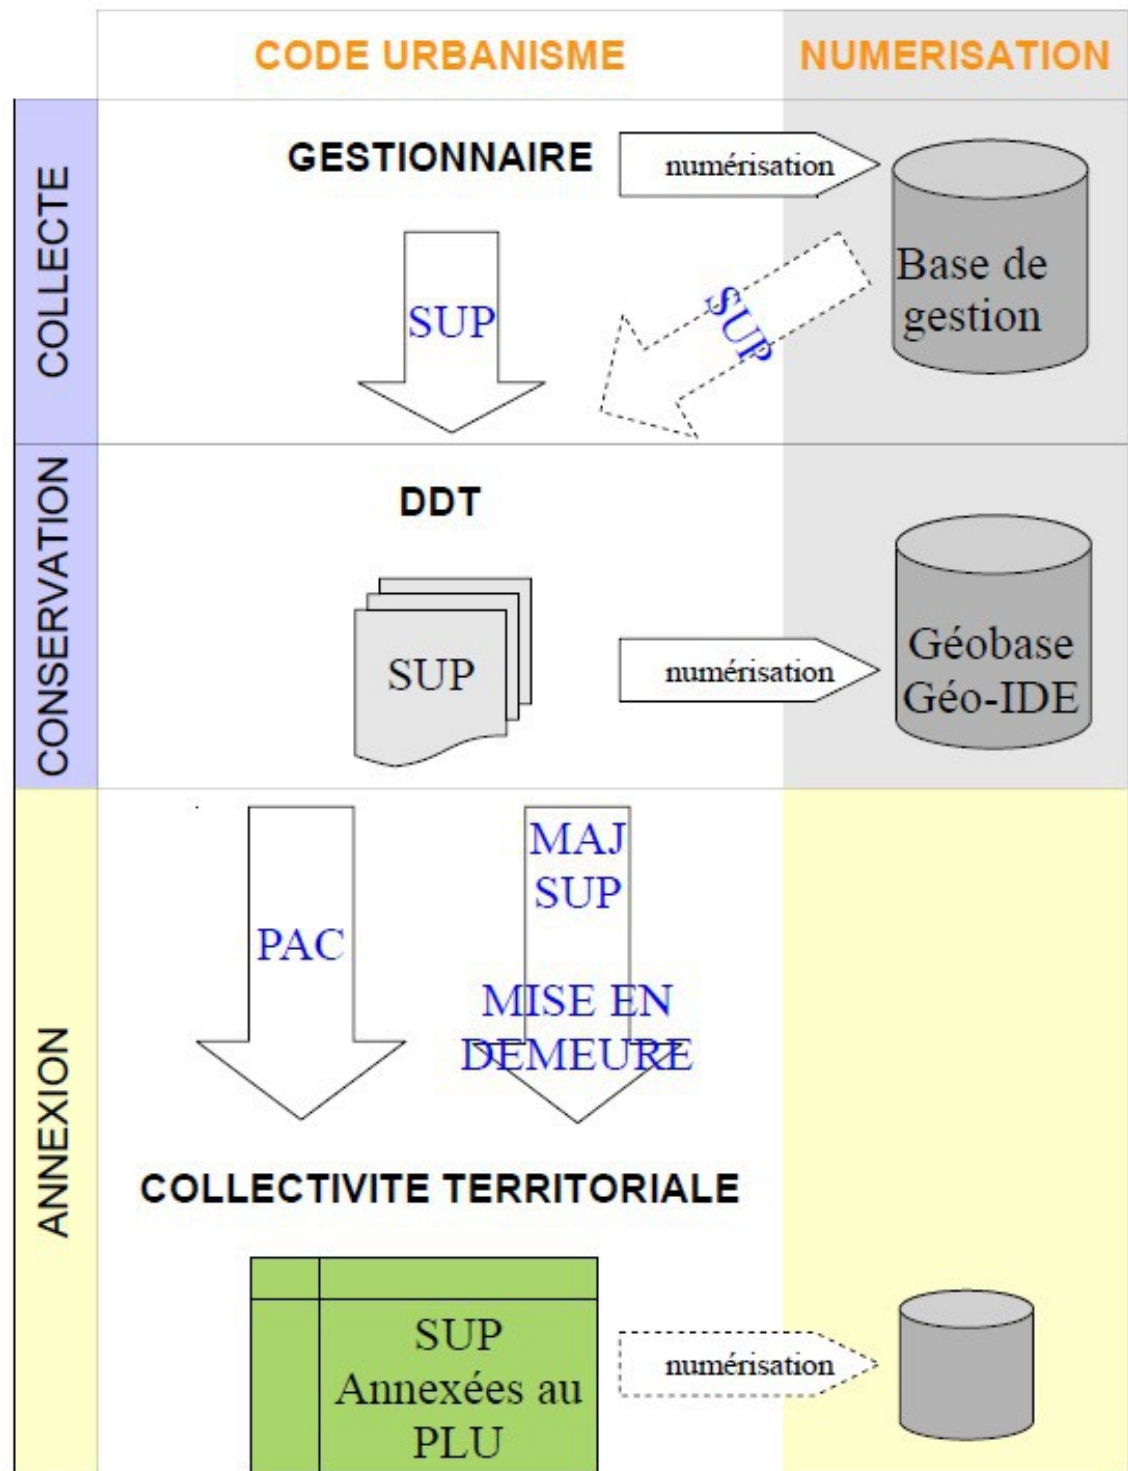 CODE URBANISME
NUMERISATION
COLLECTE
GESTIONNAIRE
numérisation
Base de
gestion
SUP
SUP
CONSERVATION
DDT
SUP
numérisation
Géobase
Géo-IDE
ANNEXION
PAC
MAJ
SUP
MISE EN
DEMEURE
COLLECTIVITE TERRITORIALE
SUP
Annexées au
PLU
numérisation